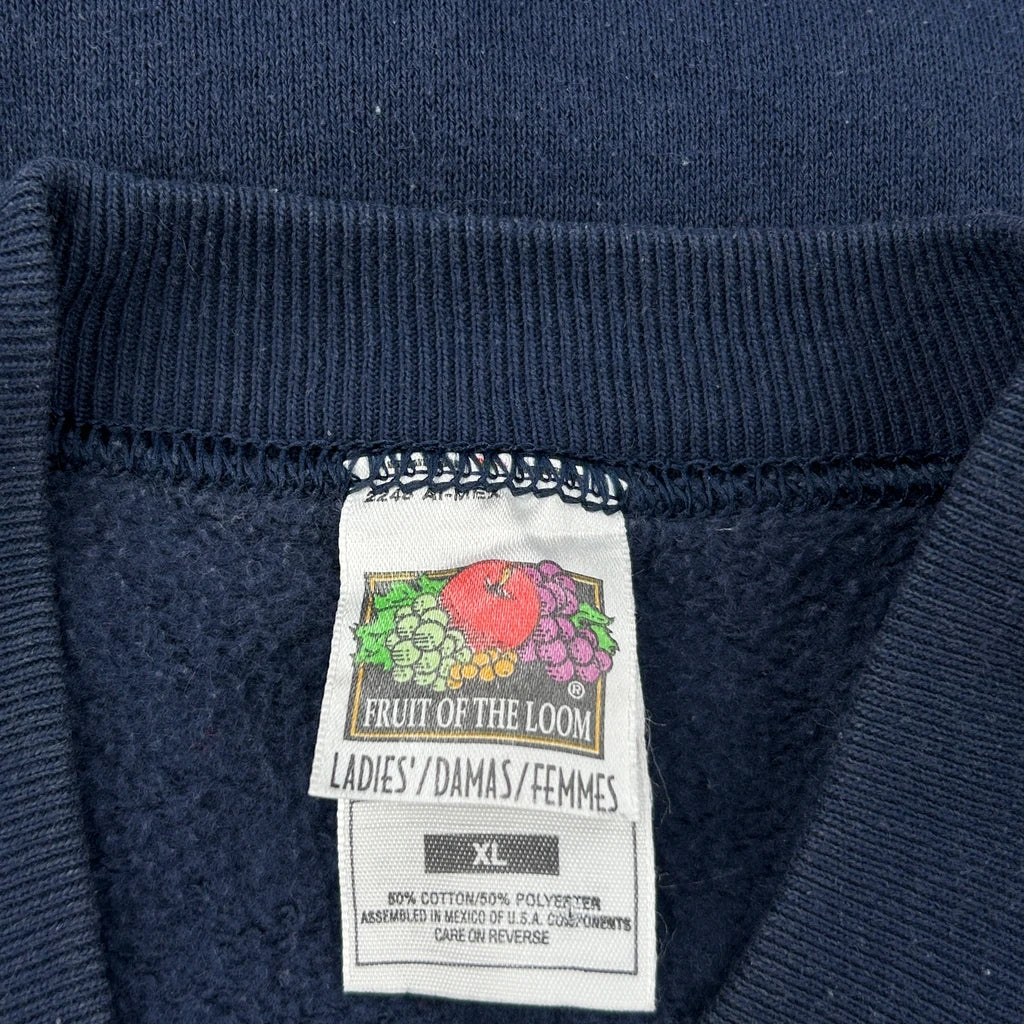 FRUIT OF THE LOOM
®
LADIES'/DAMAS/FEMMES
XL
50% COTTON/50% POLYESTER
ASSEMBLED IN MEXICO OF U.S.A. COMPONENTS
CARE ON REVERSE